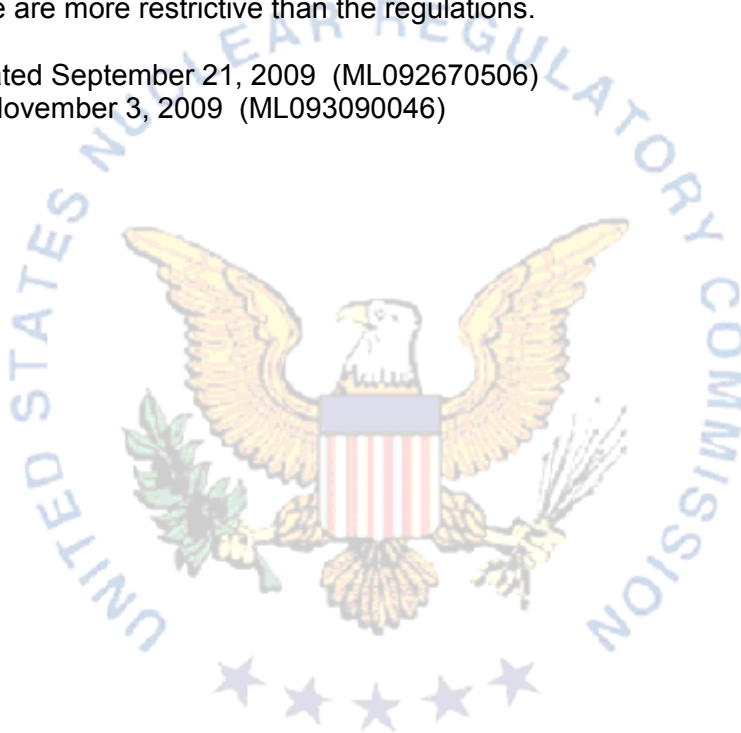 e are more restrictive than the regulations.
ated September 21, 2009 (ML092670506)
November 3, 2009 (ML093090046)
UNITED STATES NUCLEAR REGULATORY COMMISSION